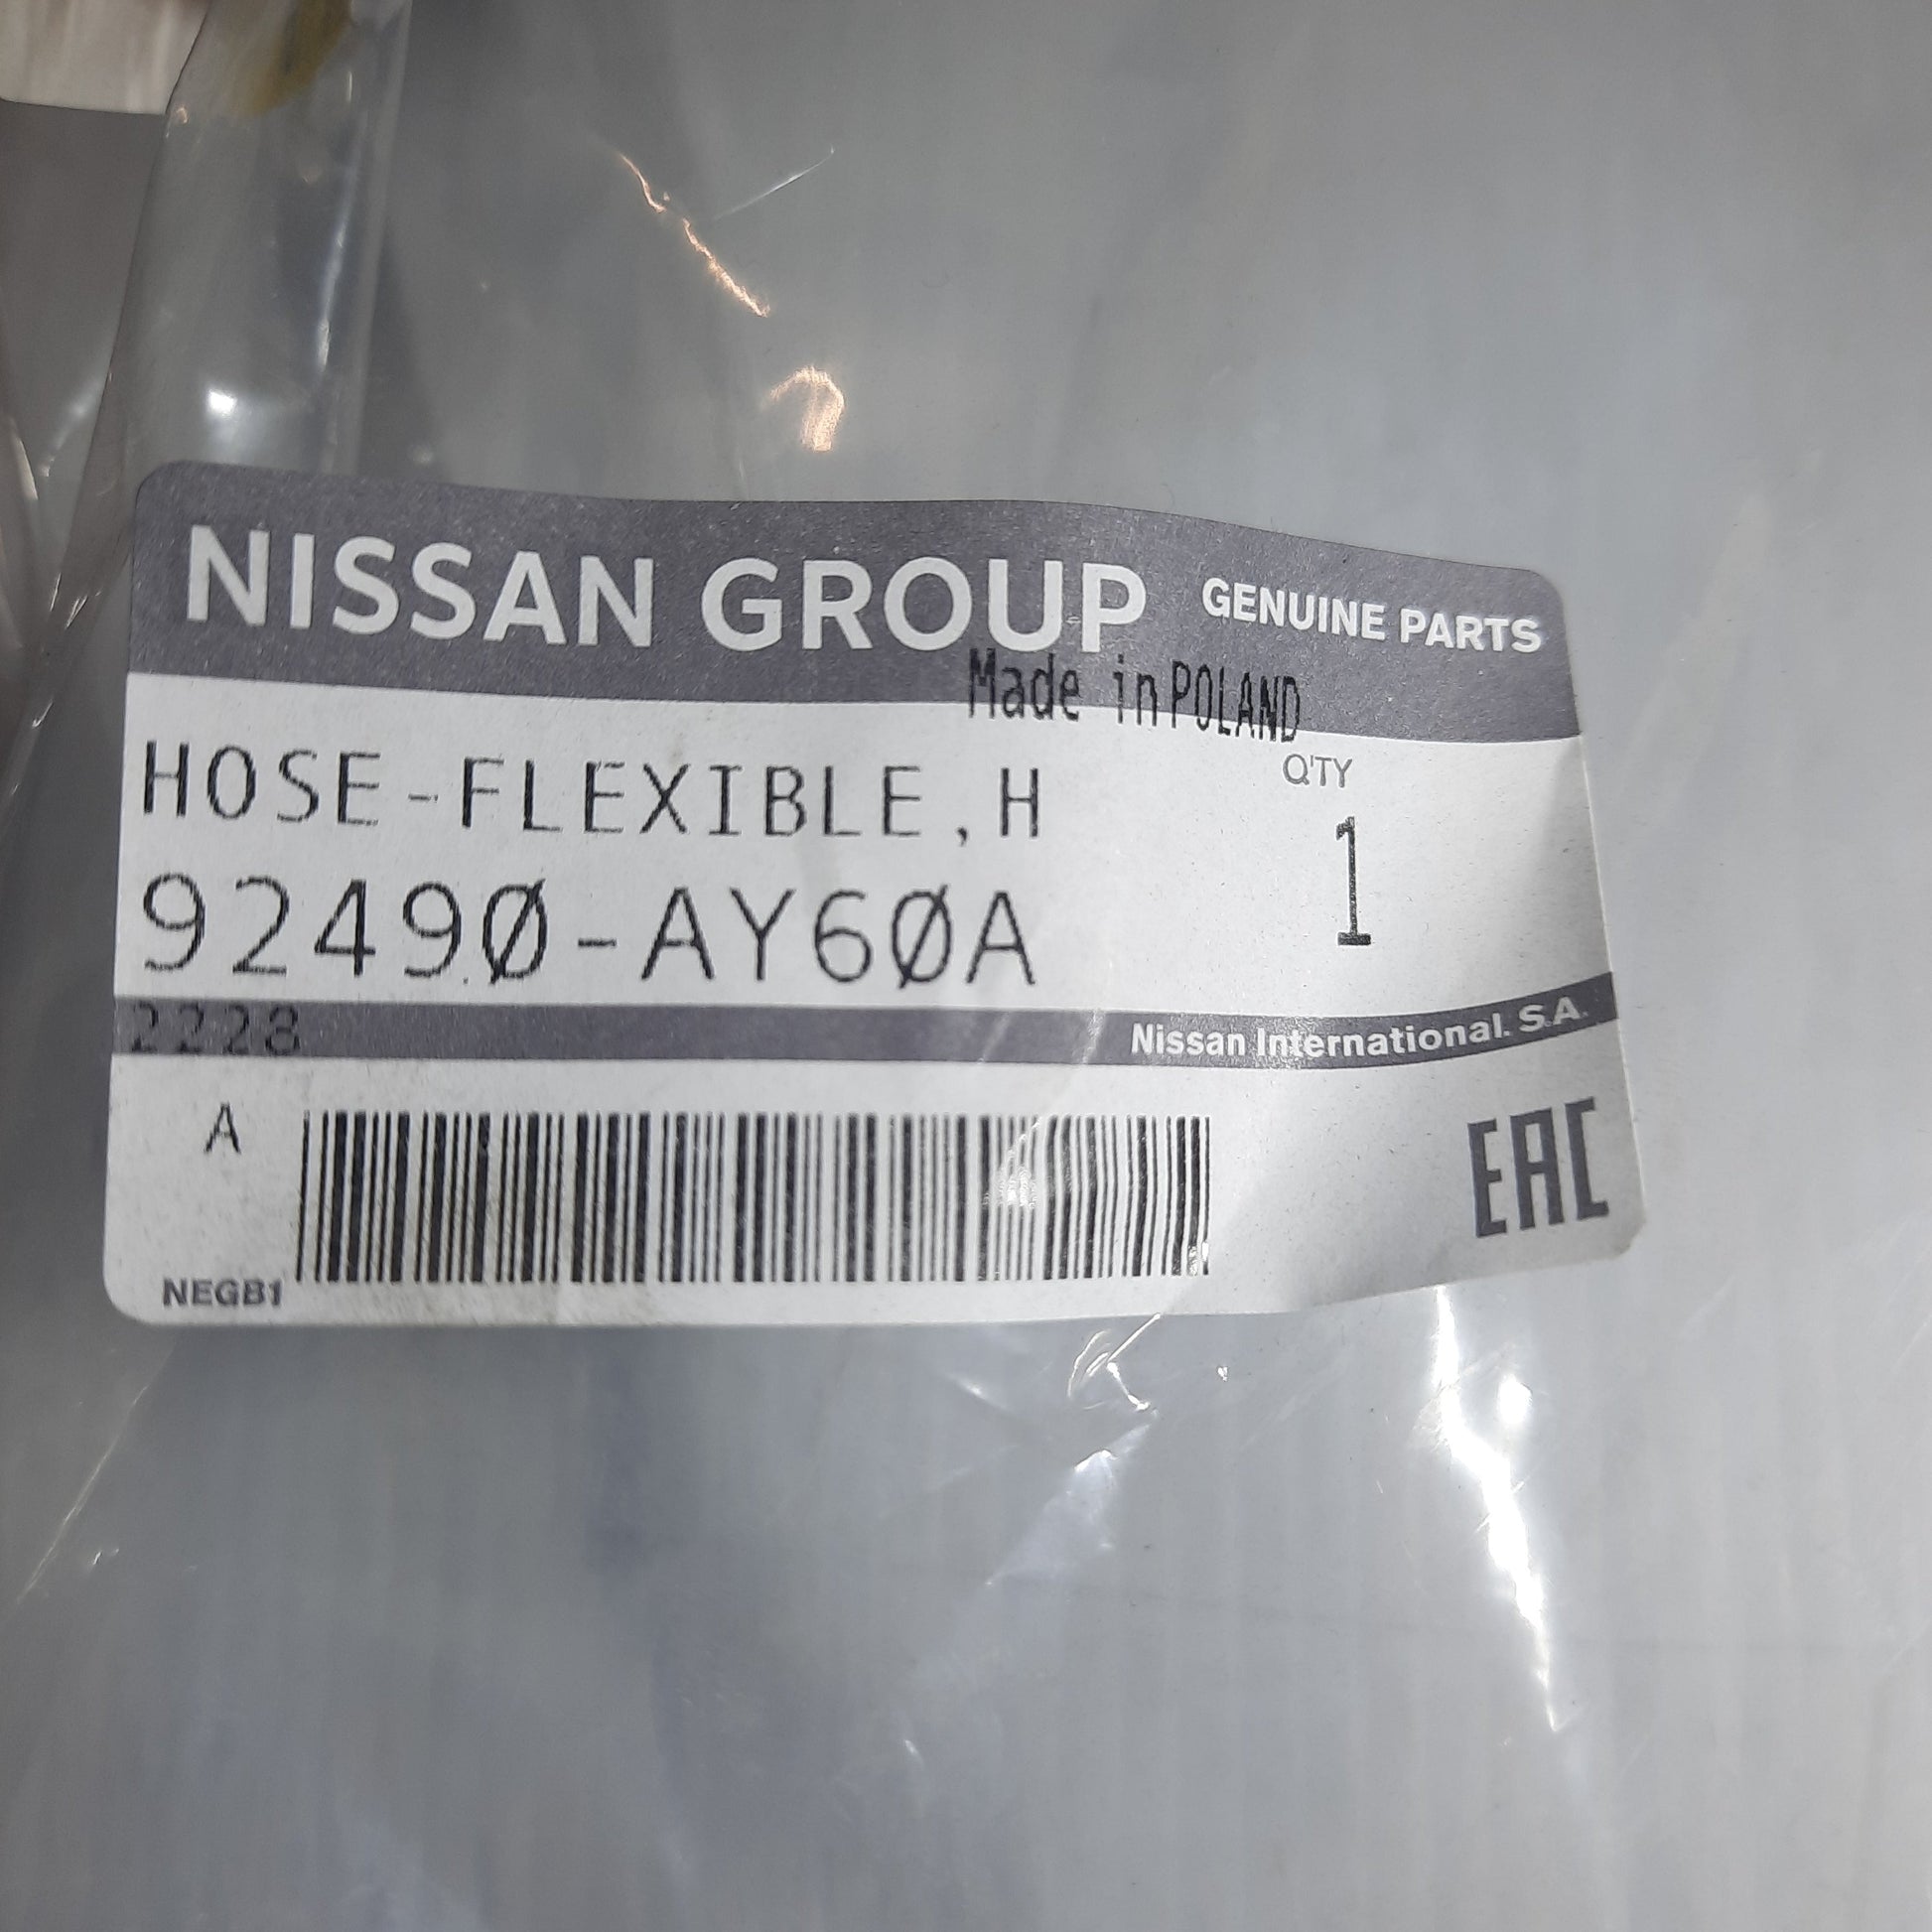 NISSAN GROUP GENUINE PARTS
Made in POLAND
HOSE-FLEXIBLE,H
Q'TY
92490-AY60A
1
2228
Nissan International. S.A.
A
EAC
NEGB1